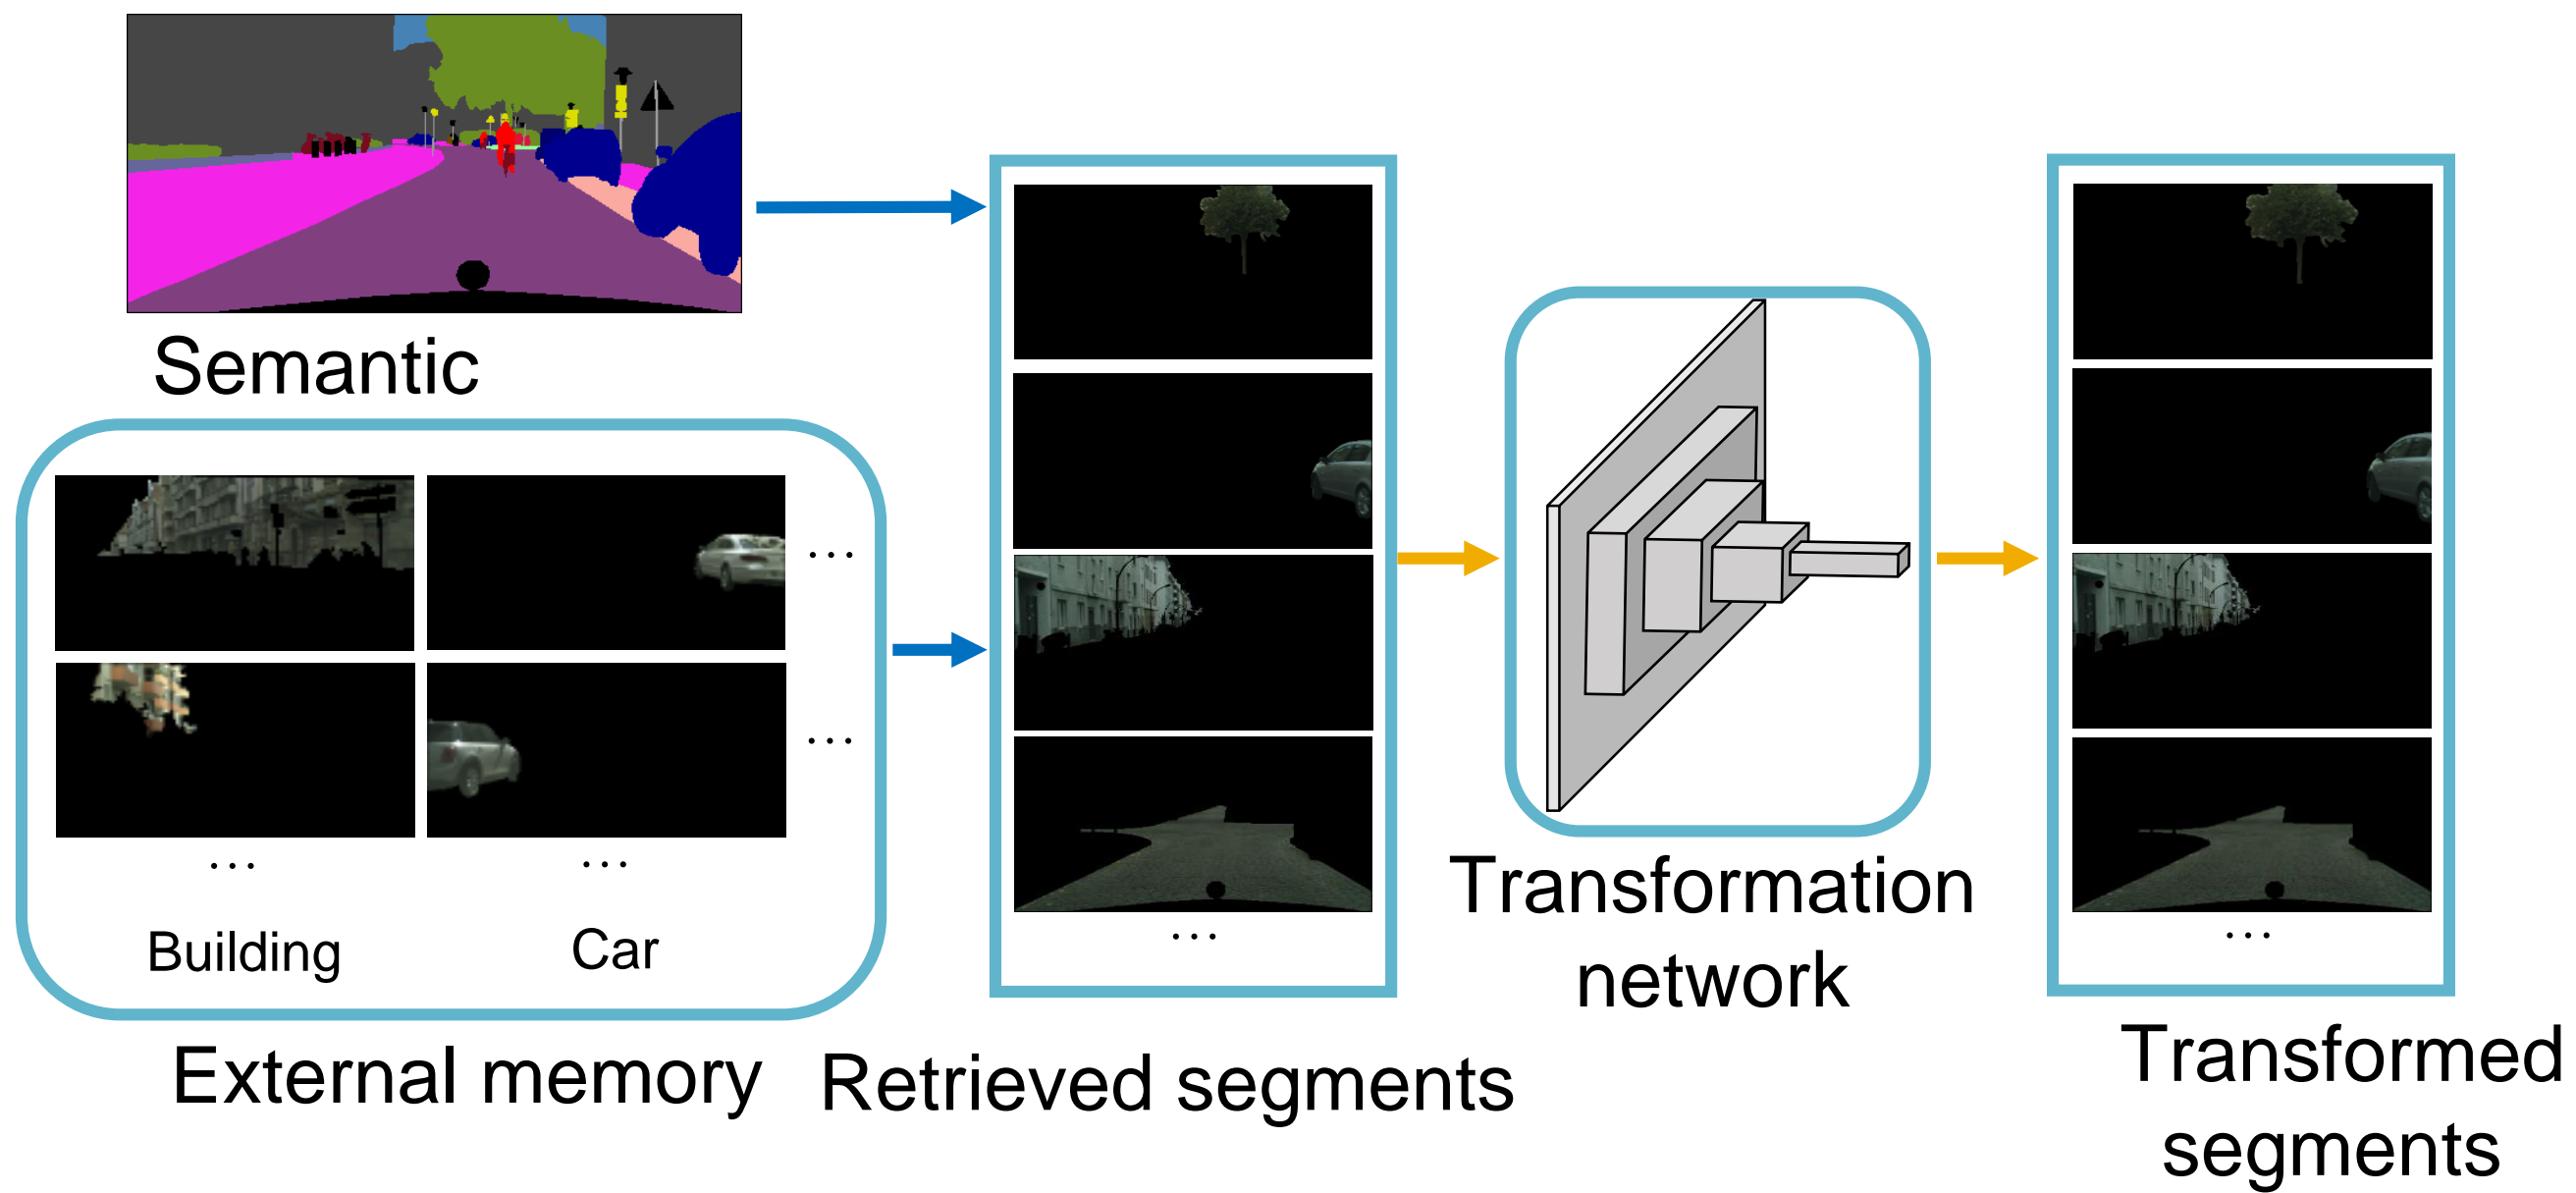 Semantic
...
...
... ...
Building Car
External memory
...
Retrieved segments
Transformation
network
...
Transformed
segments